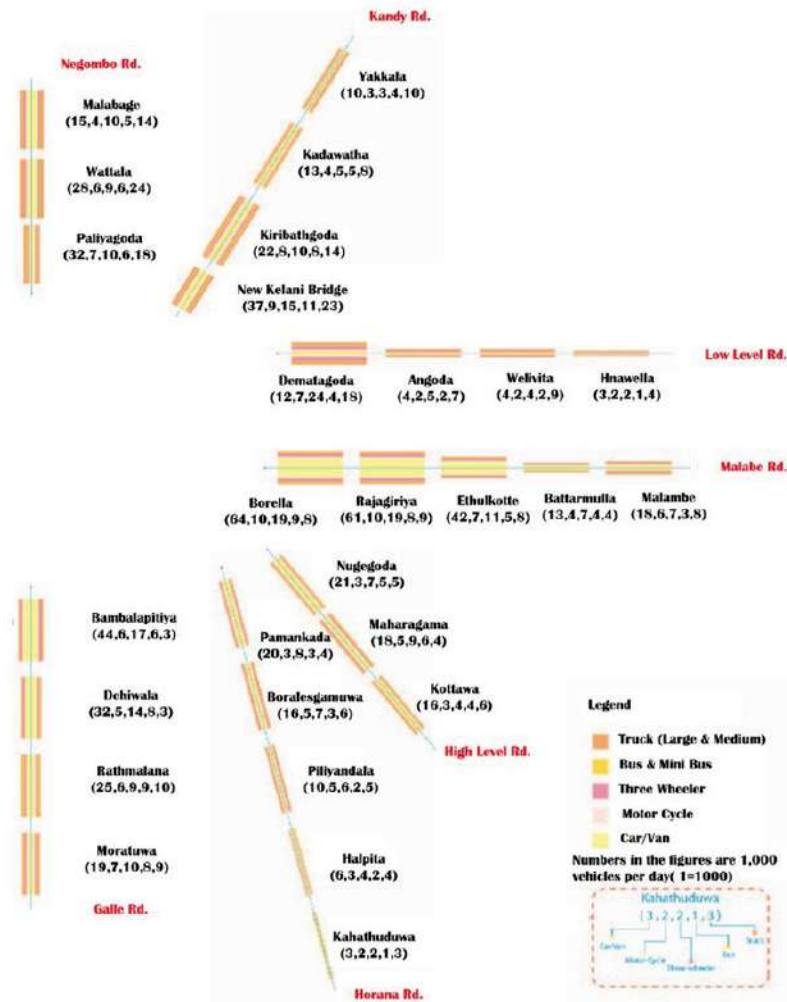 Kandy Rd.
Negombo Rd.
Yakkala
(10,3,3,4,10)
Malabage
(15,4,10,5,14)
Kadawatha
(13,4,5,5,8)
Wattala
(28,6,9,6,24)
Kiribathgoda
(22,8,10,8,14)
Paliyagoda
(32,7,10,6,18)
New Kelani Bridge
(37,9,15,11,23)
Low Level Rd.
Dematagoda
(12,7,24,4,18)
Angoda
(4,2,5,2,7)
Welivita
(4,2,4,2,9)
Hnawella
(3,2,2,1,4)
Malabe Rd.
Borella
(64,10,19,9,8)
Rajagiriya
(61,10,19,8,9)
Ethulkotte
(42,7,11,5,8)
Battarmulla
(13,4,7,4,4)
Malambe
(18,6,7,3,8)
Nugegoda
(21,3,7,5,5)
Bambalapitiya
(44,6,17,6,3)
Maharagama
(18,5,9,6,4)
Pamankada
(20,3,8,3,4)
Kottawa
(16,3,4,4,6)
Dehiwala
(32,5,14,8,3)
Boralesgamuwa
(16,5,7,3,6)
High Level Rd.
Rathmalana
(25,6,9,9,10)
Piliyandala
(10,5,6,2,5)
Moratuwa
(19,7,10,8,9)
Halpita
(6,3,4,2,4)
Galle Rd.
Kahathuduwa
(3,2,2,1,3)
Horana Rd.
Legend
Truck (Large & Medium)
Bus & Mini Bus
Three Wheeler
Motor Cycle
Car/Van
Numbers in the figures are 1,000
vehicles per day( 1=1000)
Kahathuduwa
(3,2,2,1,3)
Car/Van
Motor-Cycle
Three-wheeler
Bus
Truck